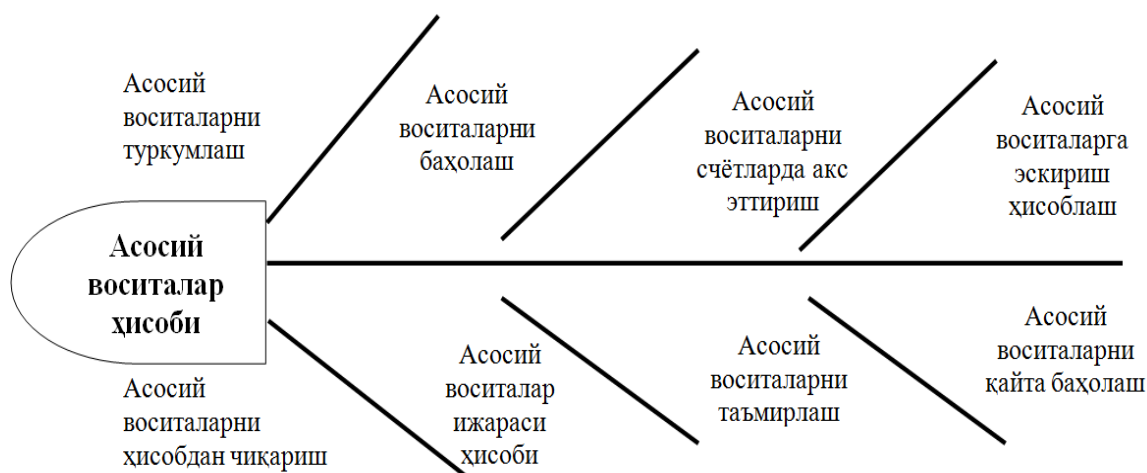 Асосий
воситаларни
туркумлаш
Асосий
воситаларни
баҳолаш
Асосий
воситаларни
счётларда акс
эттириш
Асосий
воситаларга
эскириш
ҳисоблаш
Асосий
воситалар
ҳисоби
Асосий
воситаларни
ҳисобдан чиқариш
Асосий
воситалар
ижараси
ҳисоби
Асосий
воситаларни
таъмирлаш
Асосий
воситаларни
қайта баҳолаш